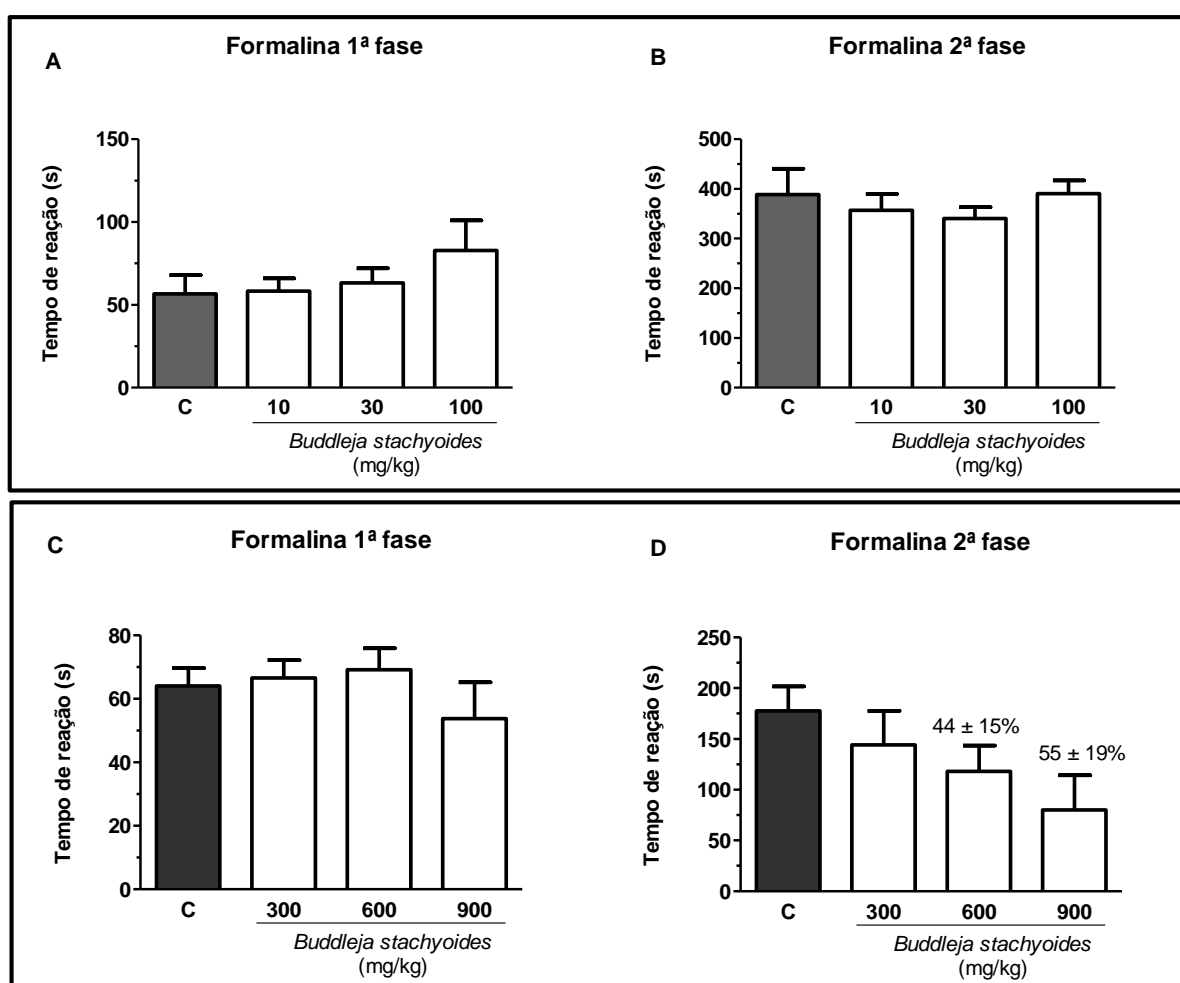 A
Formalina 1ª fase
Tempo de reação (s)
150
100
50
0
C 10 30 100
Buddleja stachyoides
(mg/kg)
B
Formalina 2ª fase
Tempo de reação (s)
500
400
300
200
100
0
C 10 30 100
Buddleja stachyoides
(mg/kg)
C
Formalina 1ª fase
Tempo de reação (s)
80
60
40
20
0
C 300 600 900
Buddleja stachyoides
(mg/kg)
D
Formalina 2ª fase
Tempo de reação (s)
250
200
150
100
50
0
44 ± 15%
55 ± 19%
C 300 600 900
Buddleja stachyoides
(mg/kg)